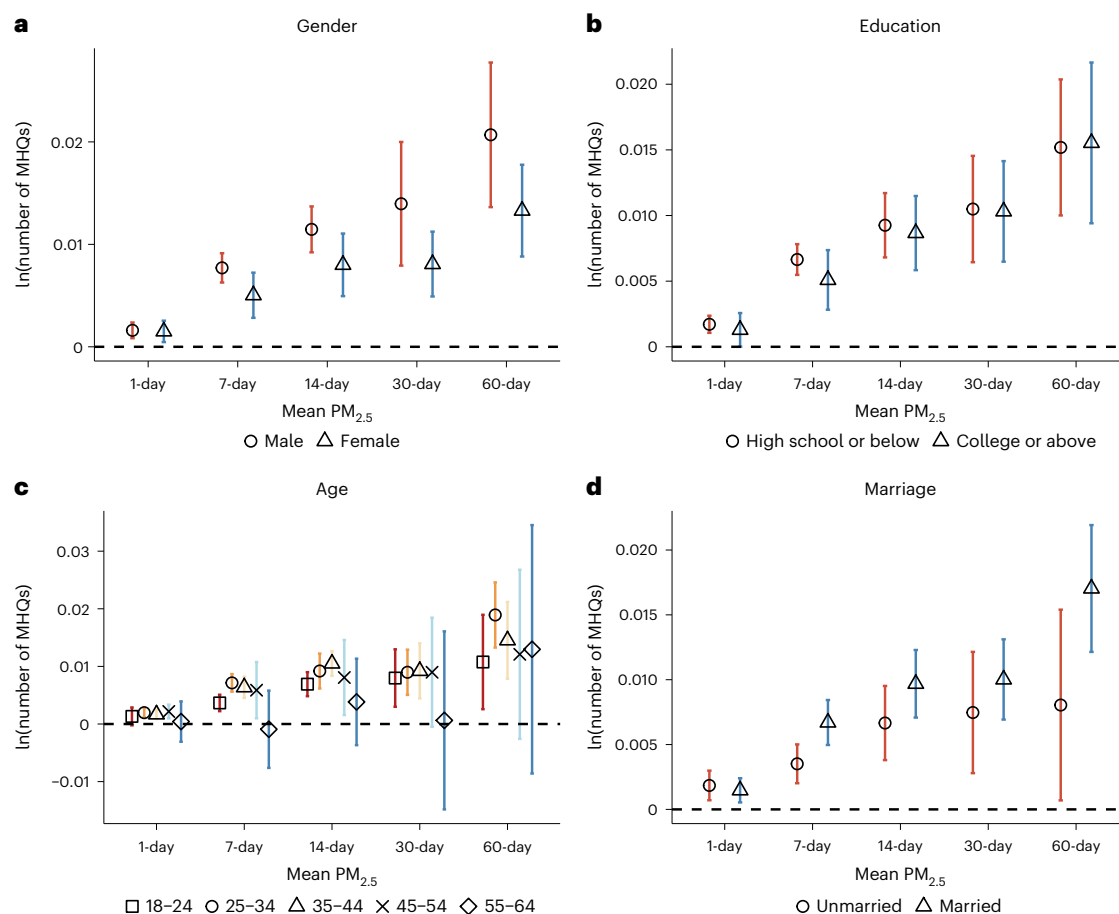 a
Gender
ln(number of MHQs)
0.02
0.01
0
1-day 7-day 14-day 30-day 60-day
Mean PM2.5
Male Female
b
Education
ln(number of MHQs)
0.020
0.015
0.010
0.005
0
1-day 7-day 14-day 30-day 60-day
Mean PM2.5
High school or below College or above
c
Age
ln(number of MHQs)
0.03
0.02
0.01
0
−0.01
1-day 7-day 14-day 30-day 60-day
Mean PM2.5
18–24 25–34 35–44 45–54 55–64
d
Marriage
ln(number of MHQs)
0.020
0.015
0.010
0.005
0
1-day 7-day 14-day 30-day 60-day
Mean PM2.5
Unmarried Married